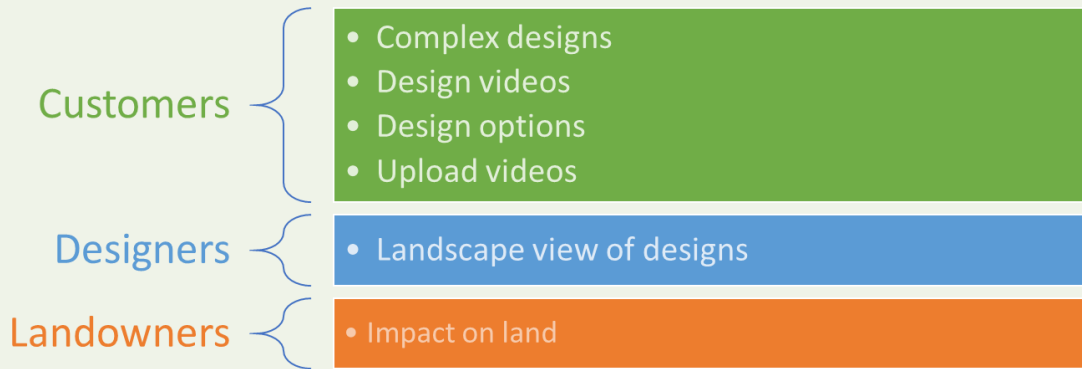 Customers
• Complex designs
• Design videos
• Design options
• Upload videos
Designers
• Landscape view of designs
Landowners
• Impact on land